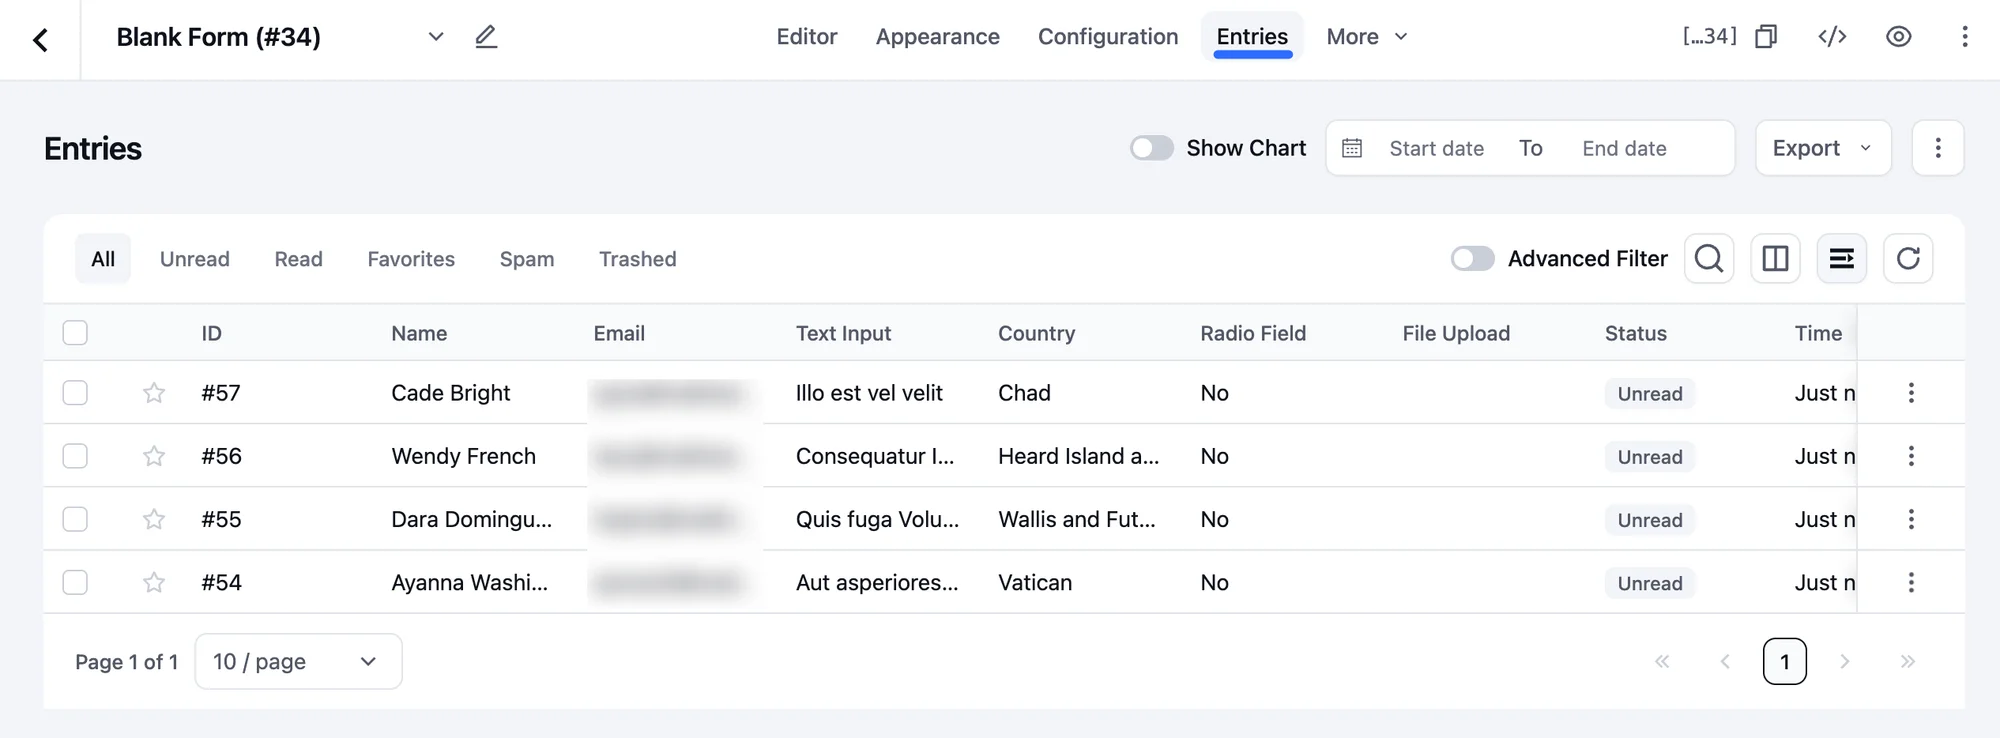 Blank Form (#34) Editor Appearance Configuration Entries More [...34] </>
Entries Show Chart Start date To End date Export
All Unread Read Favorites Spam Trashed Advanced Filter
ID Name Email Text Input Country Radio Field File Upload Status Time
#57 Cade Bright Illo est vel velit Chad No Unread Just n
#56 Wendy French Consequatur I... Heard Island a... No Unread Just n
#55 Dara Domingu... Quis fuga Volu... Wallis and Fut... No Unread Just n
#54 Ayanna Washi... Aut asperiores... Vatican No Unread Just n
Page 1 of 1 10 / page « ‹ 1 › »